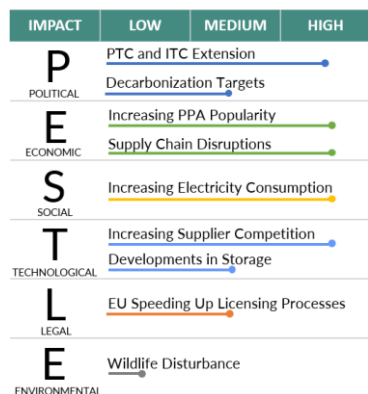 IMPACT LOW MEDIUM HIGH
P
POLITICAL
PTC and ITC Extension
Decarbonization Targets
E
ECONOMIC
Increasing PPA Popularity
Supply Chain Disruptions
S
SOCIAL
Increasing Electricity Consumption
T
TECHNOLOGICAL
Increasing Supplier Competition
Developments in Storage
L
LEGAL
EU Speeding Up Licensing Processes
E
ENVIRONMENTAL
Wildlife Disturbance